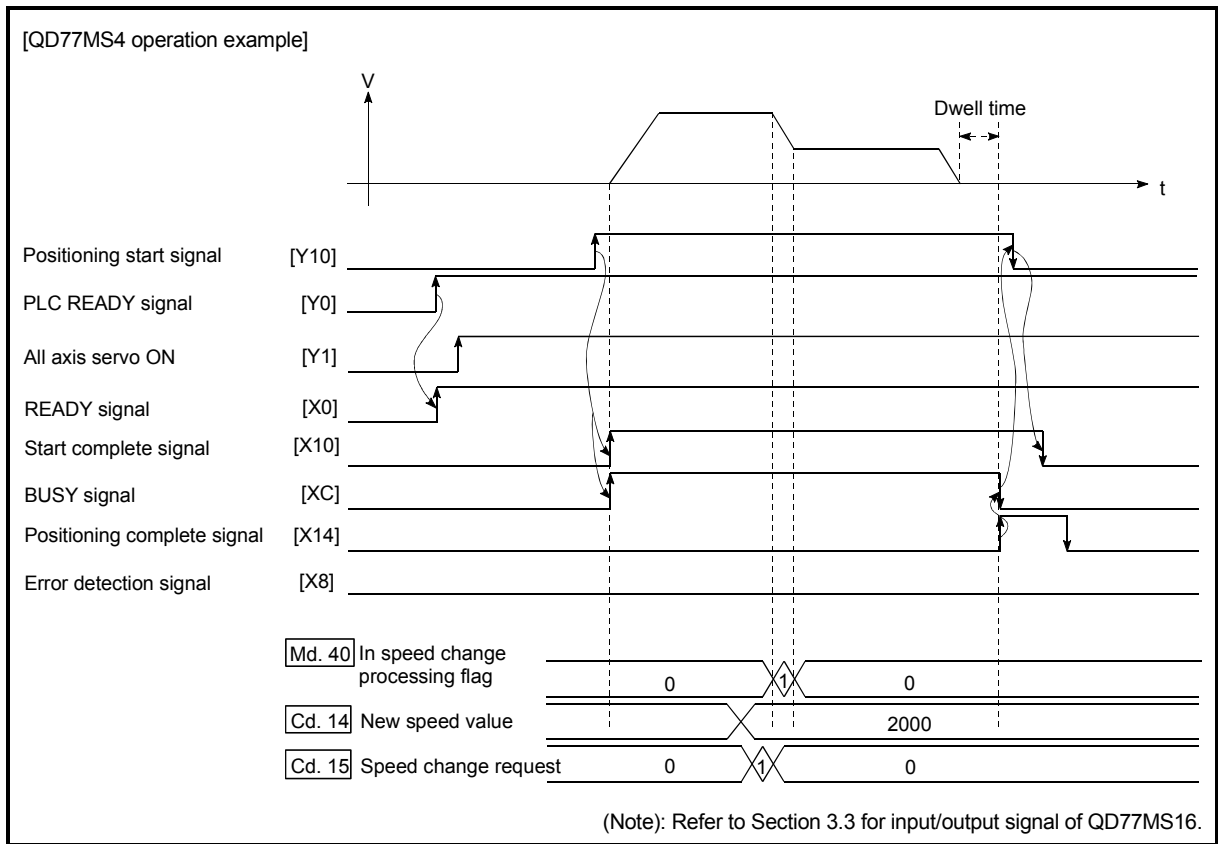 [QD77MS4 operation example]
V
Dwell time
t
Positioning start signal [Y10]
PLC READY signal [Y0]
All axis servo ON [Y1]
READY signal [X0]
Start complete signal [X10]
BUSY signal [XC]
Positioning complete signal [X14]
Error detection signal [X8]
Md. 40 In speed change
processing flag 0 1 0
Cd. 14 New speed value 2000
Cd. 15 Speed change request 0 1 0
(Note): Refer to Section 3.3 for input/output signal of QD77MS16.